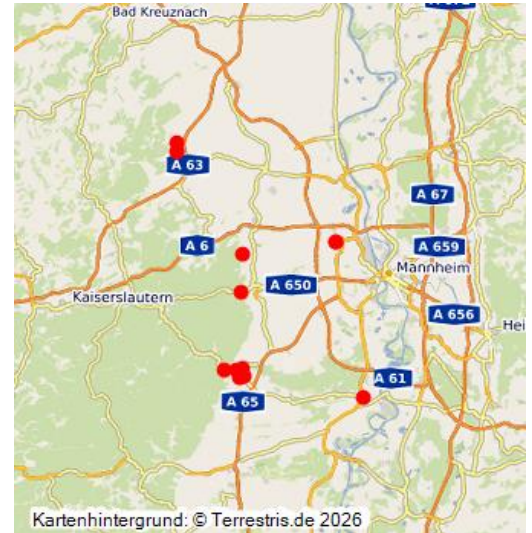 Bad Kreuznach
A 63
A 67
A 6
A 659
Mannheim
A 650
Kaiserslautern
A 656
Hei
A 61
A 65
Kartenhintergrund: © Terrestris.de 2026